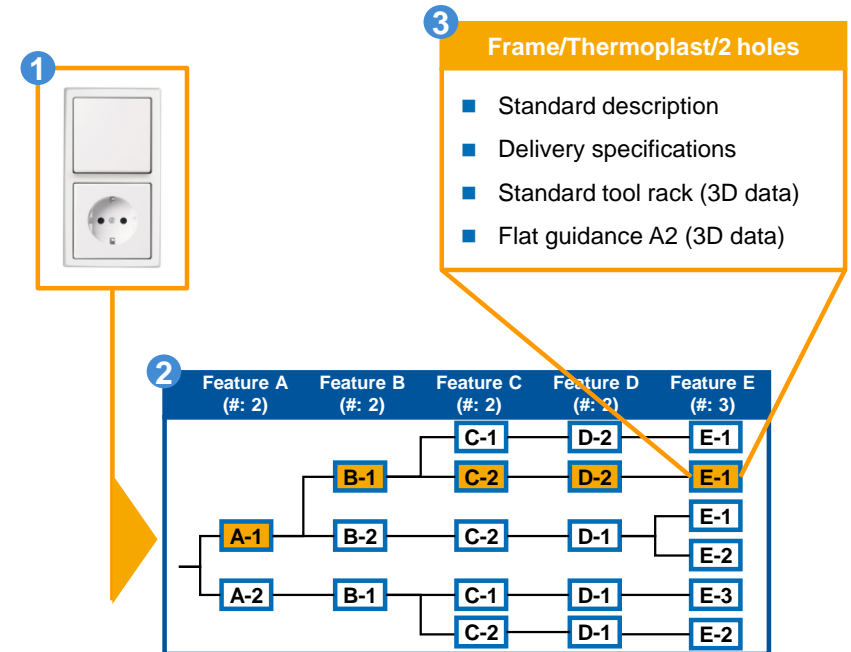 1
3
Frame/Thermoplast/2 holes
Standard description
Delivery specifications
Standard tool rack (3D data)
Flat guidance A2 (3D data)
2
Feature A Feature B Feature C Feature D Feature E
(#: 2) (#: 2) (#: 2) (#: 2) (#: 3)
C-1 D-2 E-1
B-1 C-2 D-2 E-1
E-1
A-1 B-2 C-2 D-1
E-2
A-2 B-1 C-1 D-1 E-3
C-2 D-1 E-2